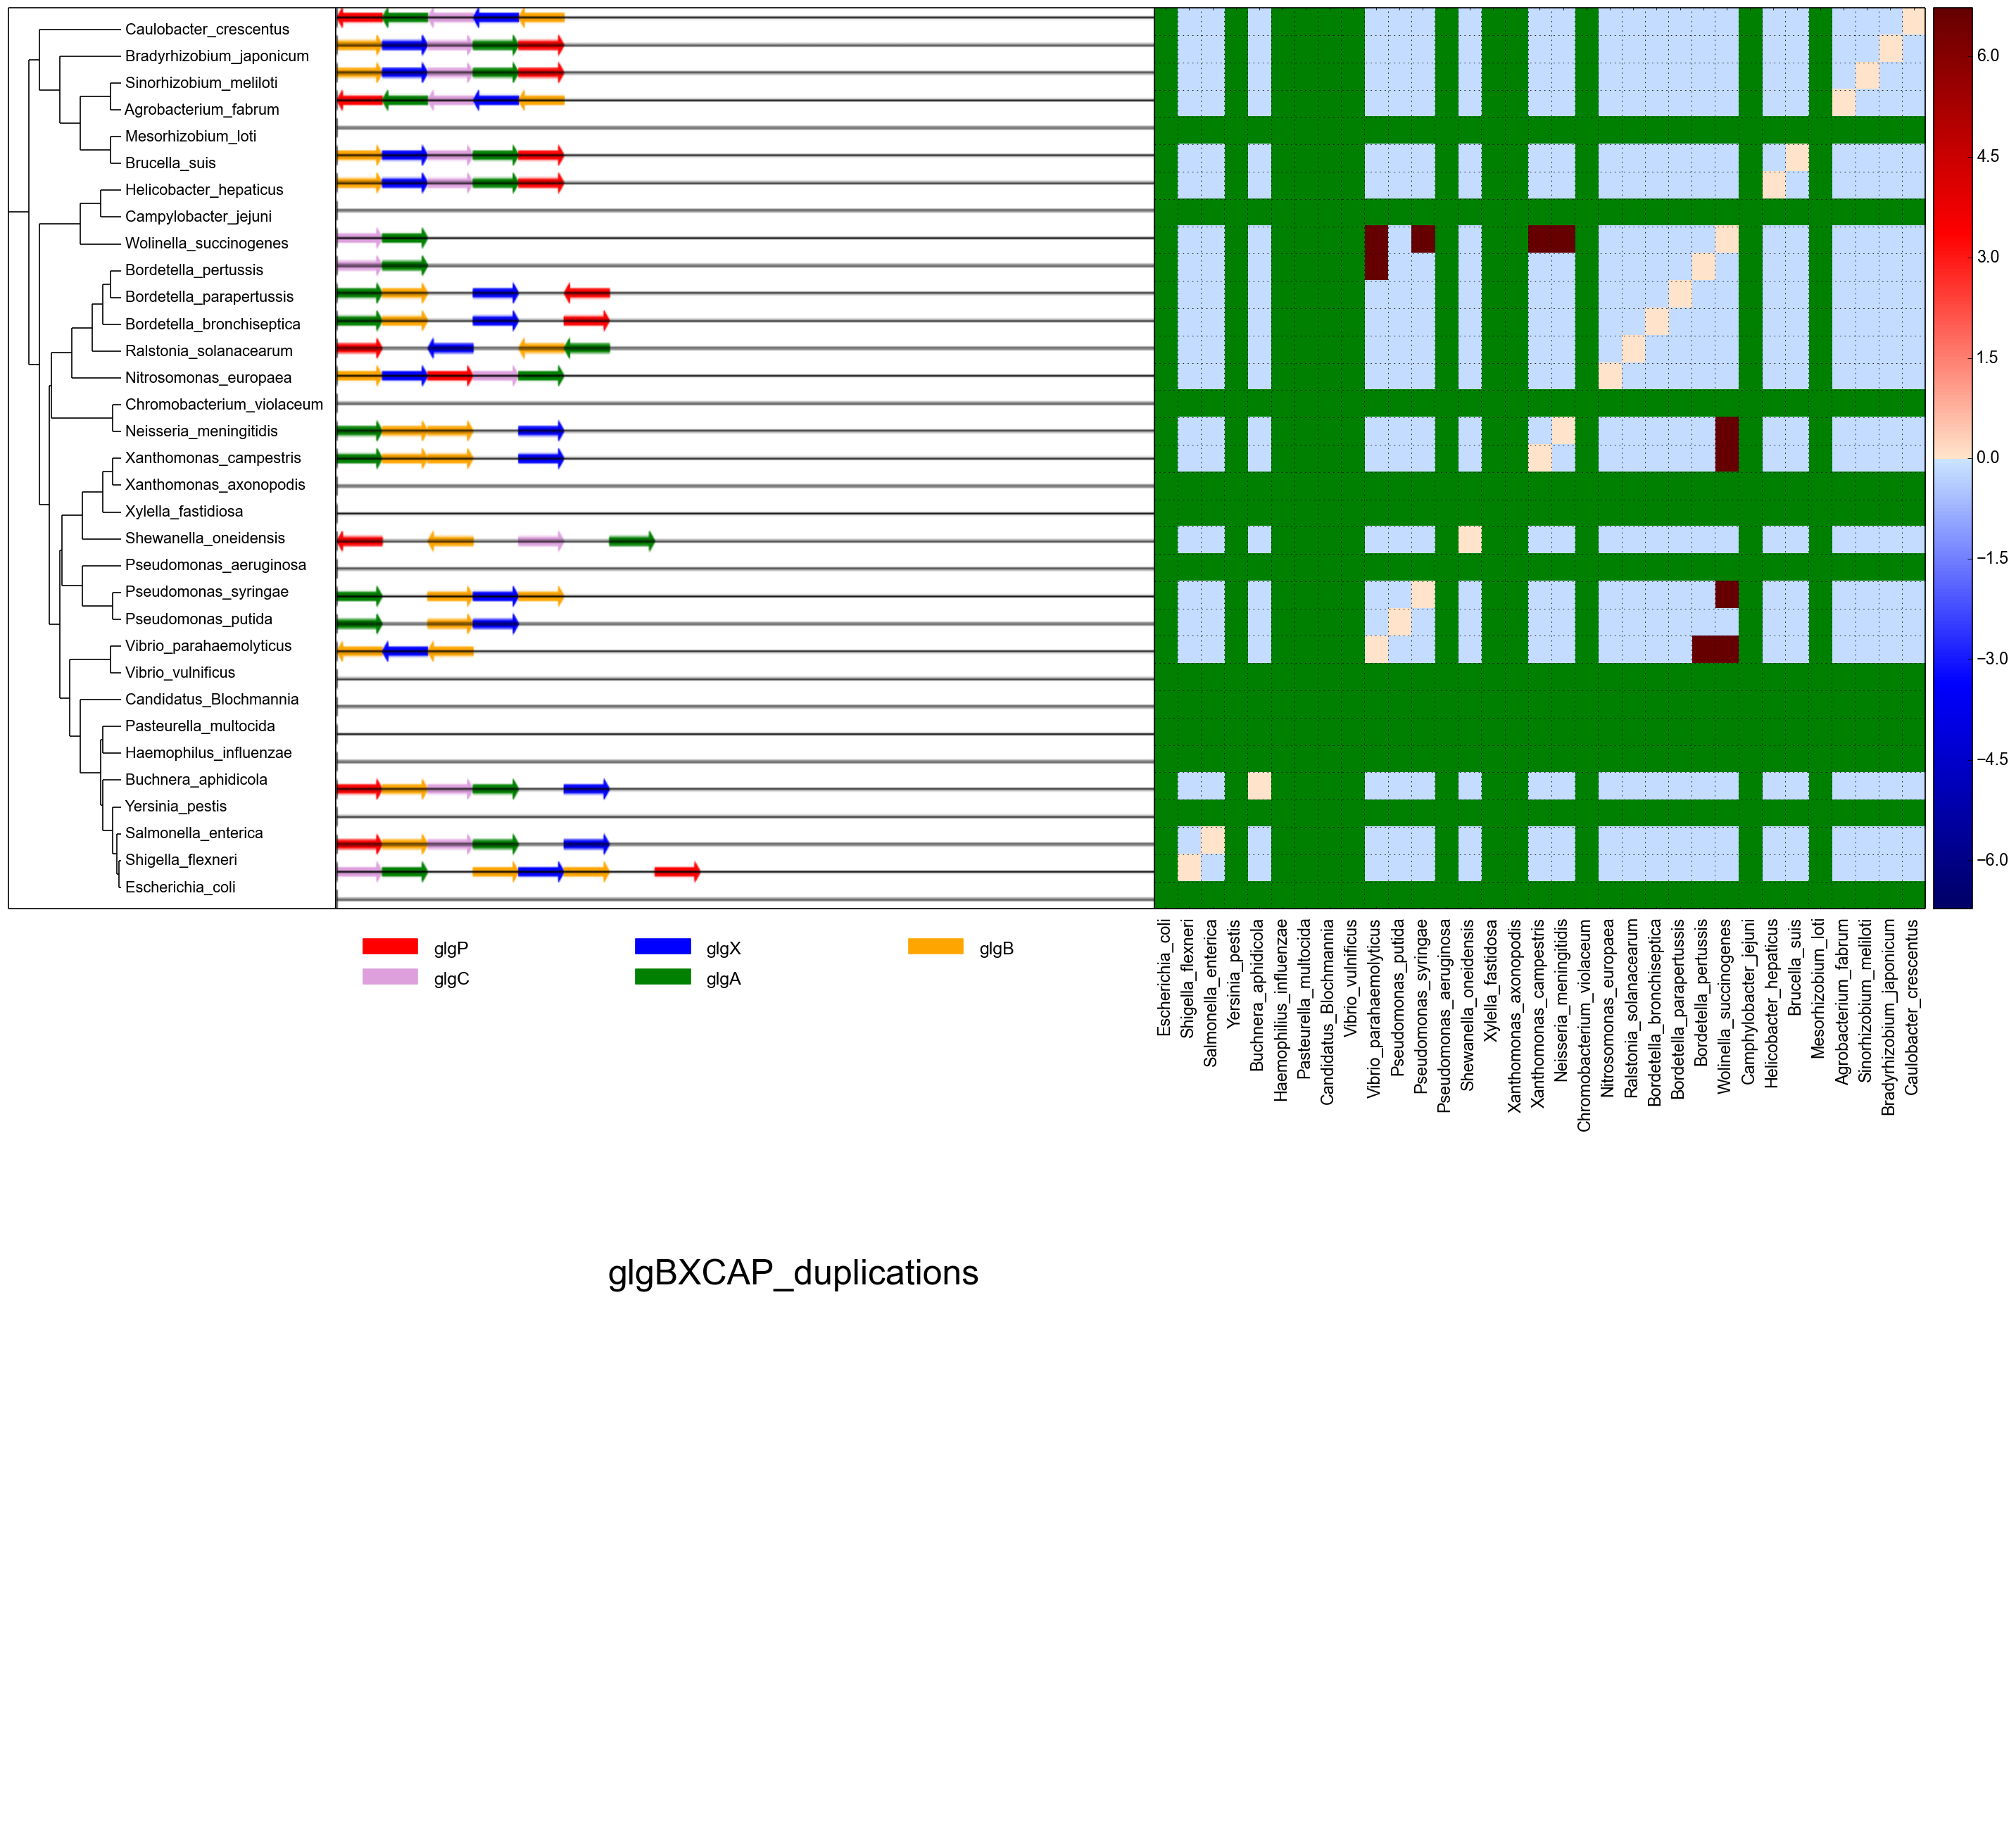 Caulobacter_crescentus
Bradyrhizobium_japonicum
Sinorhizobium_meliloti
Agrobacterium_fabrum
Mesorhizobium_loti
Brucella_suis
Helicobacter_hepaticus
Campylobacter_jejuni
Wolinella_succinogenes
Bordetella_pertussis
Bordetella_parapertussis
Bordetella_bronchiseptica
Ralstonia_solanacearum
Nitrosomonas_europaea
Chromobacterium_violaceum
Neisseria_meningitidis
Xanthomonas_campestris
Xanthomonas_axonopodis
Xylella_fastidiosa
Shewanella_oneidensis
Pseudomonas_aeruginosa
Pseudomonas_syringae
Pseudomonas_putida
Vibrio_parahaemolyticus
Vibrio_vulnificus
Candidatus_Blochmannia
Pasteurella_multocida
Haemophilus_influenzae
Buchnera_aphidicola
Yersinia_pestis
Salmonella_enterica
Shigella_flexneri
Escherichia_coli
6.0
4.5
3.0
1.5
0.0
−1.5
−3.0
−4.5
−6.0
glgP
glgX
glgB
glgC
glgA
Escherichia_coli
Shigella_flexneri
Salmonella_enterica
Yersinia_pestis
Buchnera_aphidicola
Haemophilius_influenzae
Pasteurella_multocida
Candidatus_Blochmannia
Vibrio_vulnificus
Vibrio_parahaemolyticus
Pseudomonas_putida
Pseudomonas_syringae
Pseudomonas_aeruginosa
Shewanella_oneidensis
Xylella_fastidosa
Xanthomonas_axonopodis
Xanthomonas_campestris
Neisseria_meningitidis
Chromobacterium_violaceum
Nitrosomonas_europaea
Ralstonia_solanacearum
Bordetella_bronchiseptica
Bordetella_parapertussis
Bordetella_pertussis
Wolinella_succinogenes
Camphylobacter_jejuni
Helicobacter_hepaticus
Brucella_suis
Mesorhizobium_loti
Agrobacterium_fabrum
Sinorhizobium_meliloti
Bradyrhizobium_japonicum
Caulobacter_crescentus
glgBXCAP_duplications